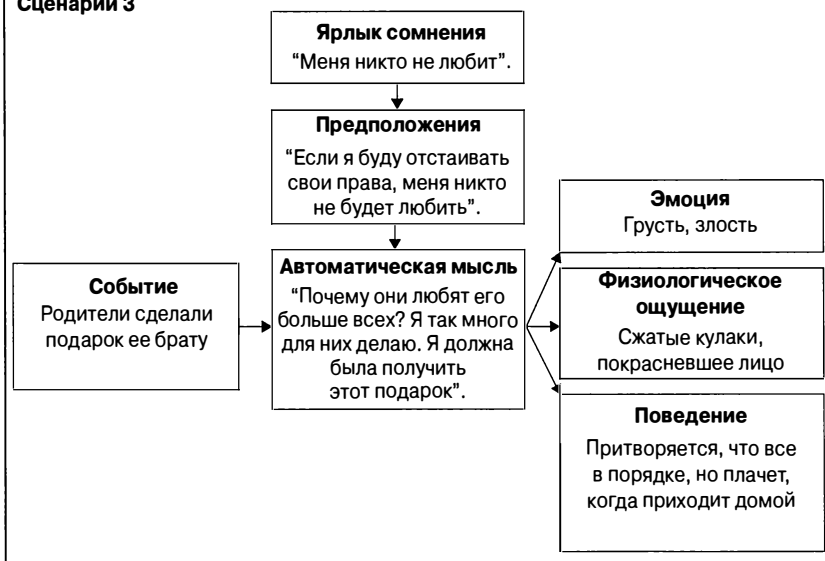 Сценарий 3
Ярлык сомнения
“Меня никто не любит”.
Предположения
“Если я буду отстаивать
свои права, меня никто
не будет любить”.
Событие
Родители сделали
подарок ее брату
Автоматическая мысль
“Почему они любят его
больше всех? Я так много
для них делаю. Я должна
была получить
этот подарок”.
Эмоция
Грусть, злость
Физиологическое
ощущение
Сжатые кулаки,
покрасневшее лицо
Поведение
Притворяется, что все
в порядке, но плачет,
когда приходит домой